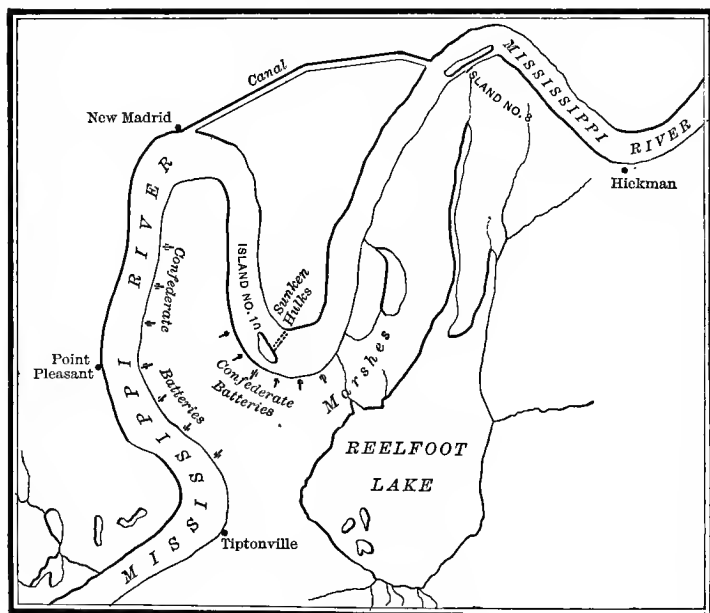 MISSISSIPPI
RIVER
Canal
ISLAND NO. 8
New Madrid
Hickman
MISSISSIPPI RIVER
Confederate
Batteries
ISLAND NO. 10
Sunken
Hulks
Confederate
Batteries
Marshes
Point
Pleasant
REELFOOT
LAKE
Tiptonville